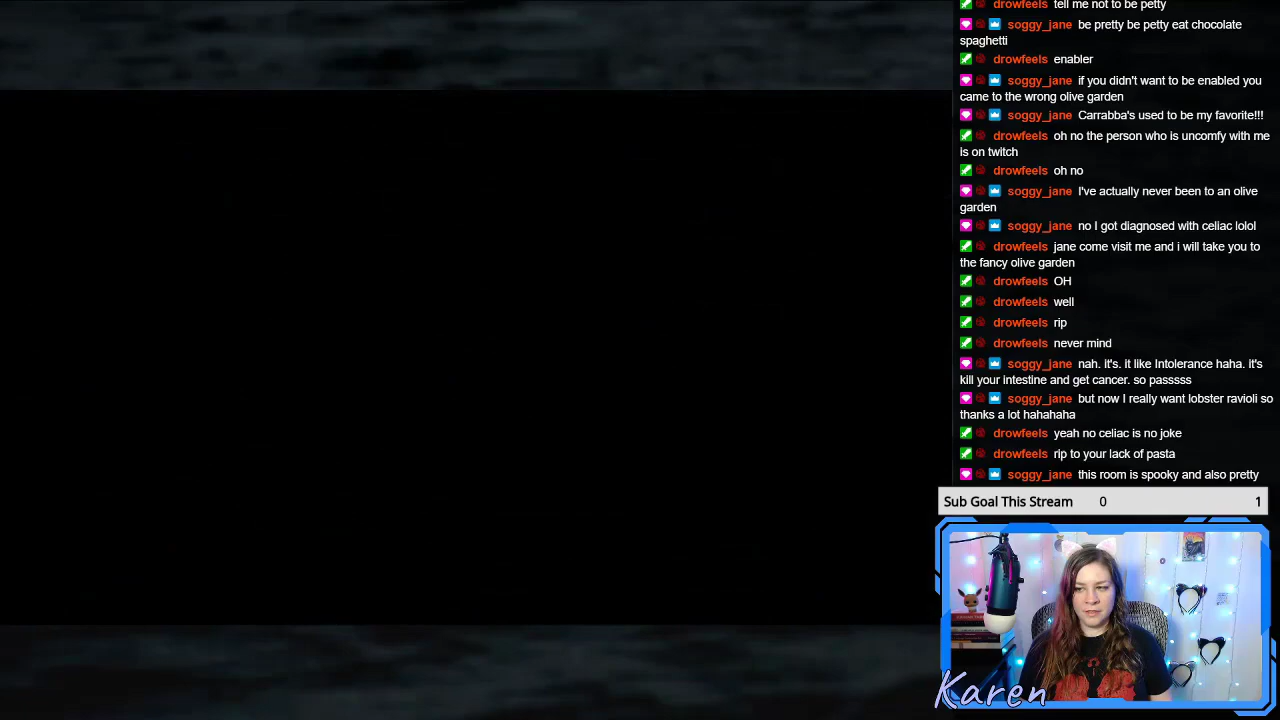 drowfeels tell me not to be petty
soggy_jane be pretty be petty eat chocolate
spaghetti
drowfeels enabler
soggy_jane if you didn't want to be enabled you
came to the wrong olive garden
soggy_jane Carrabba's used to be my favorite!!!
drowfeels oh no the person who is uncomfy with me
is on twitch
drowfeels oh no
soggy_jane I've actually never been to an olive
garden
soggy_jane no I got diagnosed with celiac lolol
drowfeels jane come visit me and i will take you to
the fancy olive garden
drowfeels OH
drowfeels well
drowfeels rip
drowfeels never mind
soggy_jane nah. it's. it like Intolerance haha. it's
kill your intestine and get cancer. so passsss
soggy_jane but now I really want lobster ravioli so
thanks a lot hahahaha
drowfeels yeah no celiac is no joke
drowfeels rip to your lack of pasta
soggy_jane this room is spooky and also pretty
Sub Goal This Stream 0 1
Karen